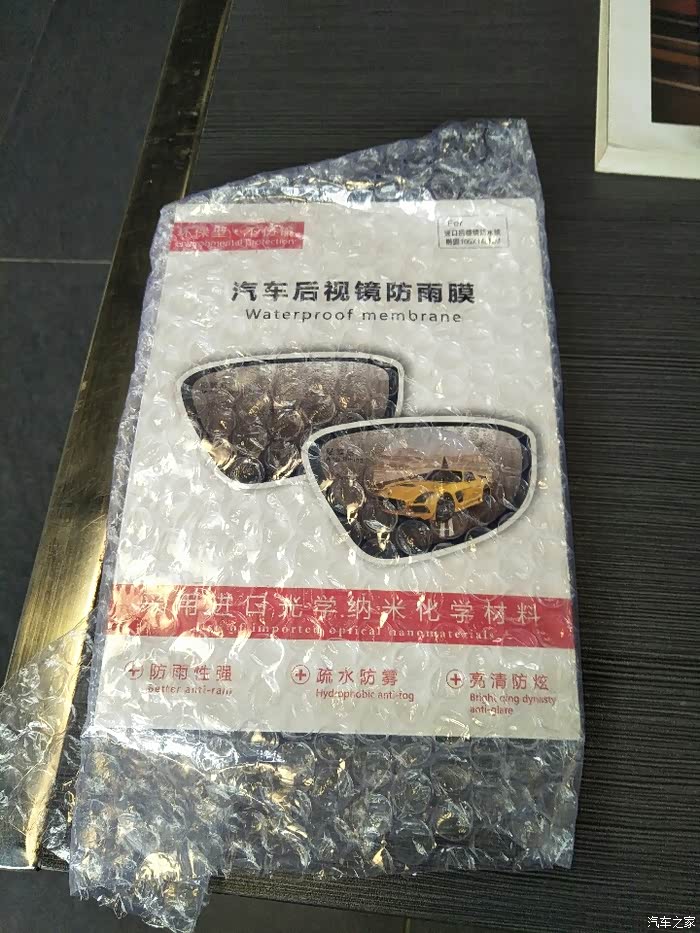 Environmental protection
For
汽车后视镜防雨膜
Waterproof membrane
采用进口光学纳米化学材料
Use of imported optical nanomaterials
防雨性强
Better anti-rain
疏水防雾
Hydrophobic anti-fog
亮清防炫
Brightening dynasty
anti-glare
汽车之家